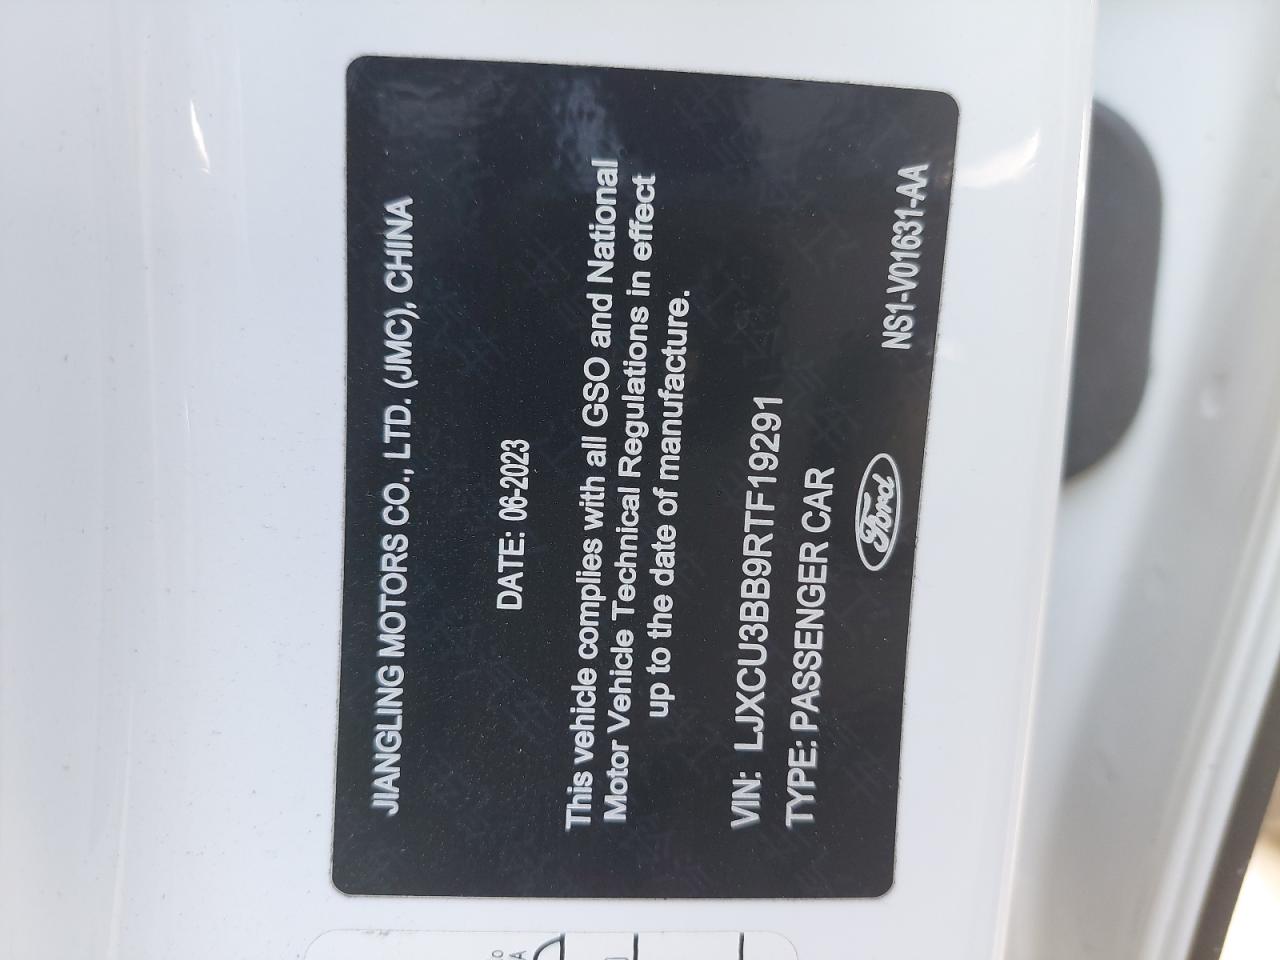 JIANGLING MOTORS CO., LTD. (JMC), CHINA
DATE: 06-2023
This vehicle complies with all GSO and National
Motor Vehicle Technical Regulations in effect
up to the date of manufacture.
VIN: LJXCU3BB9RTF19291
TYPE: PASSENGER CAR
Ford
NS1-V01631-AA